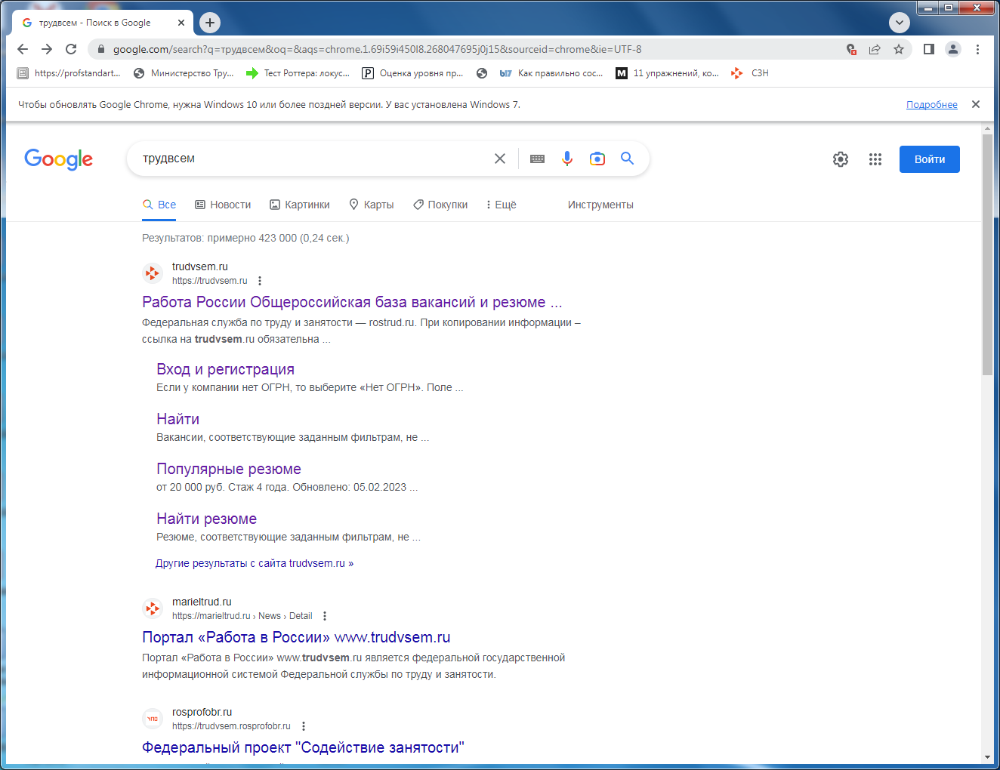 трудвсем - Поиск в Google
google.com/search?q=трудвсем&oq=&aqs=chrome.1.69i59i450l8.268047695j0j15&sourceid=chrome&ie=UTF-8
https://profstandart...
Министерство Тру...
Тест Роттера: локус...
Оценка уровня пр...
b17
Как правильно сос...
M
11 упражнений, ко...
СЗН
Чтобы обновлять Google Chrome, нужна Windows 10 или более поздней версии. У вас установлена Windows 7.
Подробнее
Google
трудвсем
Войти
Все
Новости
Картинки
Карты
Покупки
Ещё
Инструменты
Результатов: примерно 423 000 (0,24 сек.)
trudvsem.ru
https://trudvsem.ru
Работа России Общероссийская база вакансий и резюме ...
Федеральная служба по труду и занятости — rostrud.ru. При копировании информации –
ссылка на trudvsem.ru обязательна ...
Вход и регистрация
Если у компании нет ОГРН, то выберите «Нет ОГРН». Поле ...
Найти
Вакансии, соответствующие заданным фильтрам, не ...
Популярные резюме
от 20 000 руб. Стаж 4 года. Обновлено: 05.02.2023 ...
Найти резюме
Резюме, соответствующие заданным фильтрам, не ...
Другие результаты с сайта trudvsem.ru »
marieltrud.ru
https://marieltrud.ru › News › Detail
Портал «Работа в России» www.trudvsem.ru
Портал «Работа в России» www.trudvsem.ru является федеральной государственной
информационной системой Федеральной службы по труду и занятости.
ЧПО
rosprofobr.ru
https://trudvsem.rosprofobr.ru
Федеральный проект "Содействие занятости"